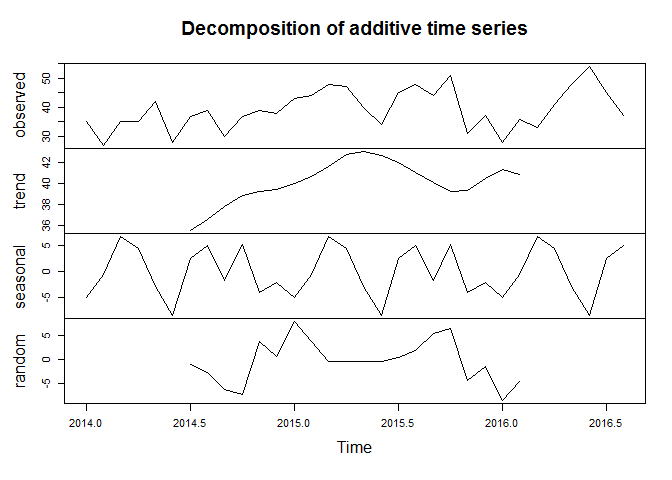 Decomposition of additive time series
observed
30 40 50
trend
36 38 40 42
seasonal
-5 0 5
random
-5 0 5
2014.0 2014.5 2015.0 2015.5 2016.0 2016.5
Time